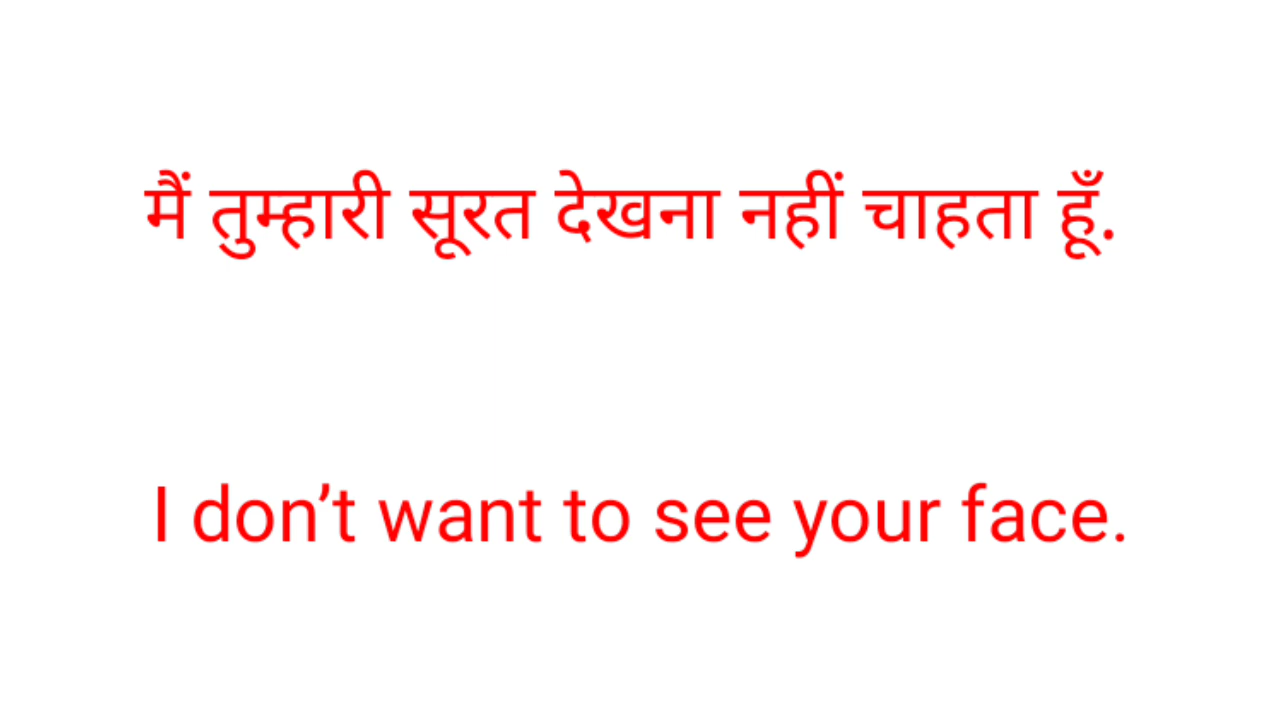 मैं तुम्हारी सूरत देखना नहीं चाहता हूँ.
I don’t want to see your face.